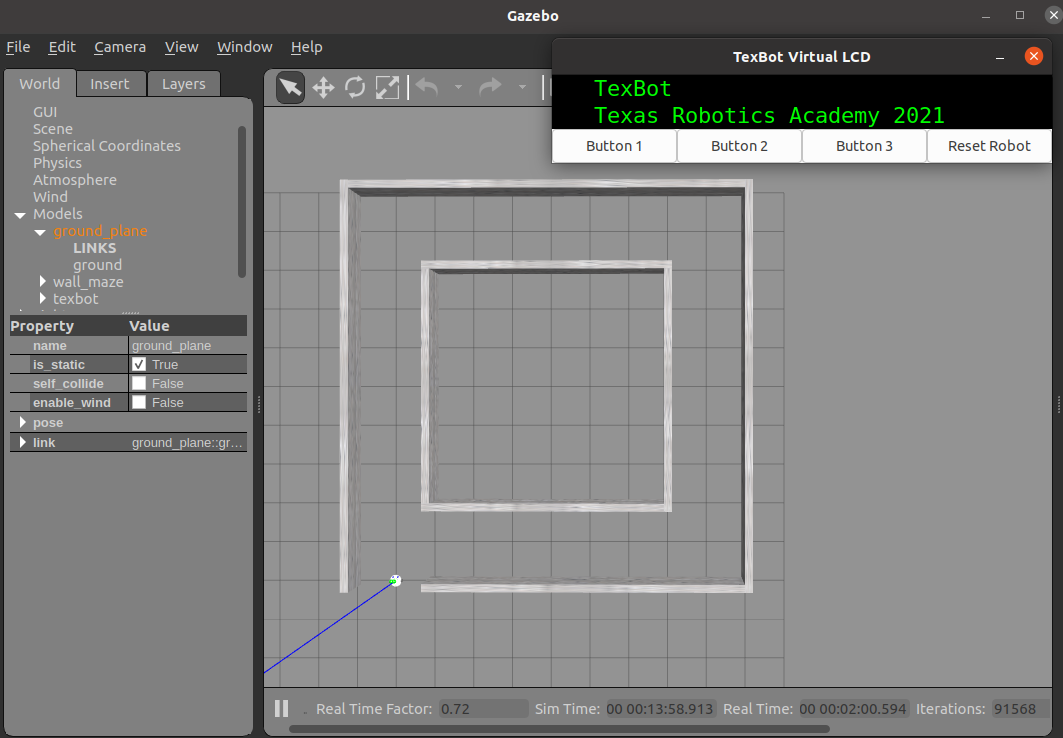 Gazebo
File Edit Camera View Window Help
TexBot Virtual LCD
TexBot
Texas Robotics Academy 2021
Button 1 Button 2 Button 3 Reset Robot
World Insert Layers
GUI
Scene
Spherical Coordinates
Physics
Atmosphere
Wind
Models
ground_plane
LINKS
ground
wall_maze
texbot
Property Value
name ground_plane
is_static True
self_collide False
enable_wind False
pose
link ground_plane::gr...
Real Time Factor: 0.72 Sim Time: 00 00:13:58.913 Real Time: 00 00:02:00.594 Iterations: 91568